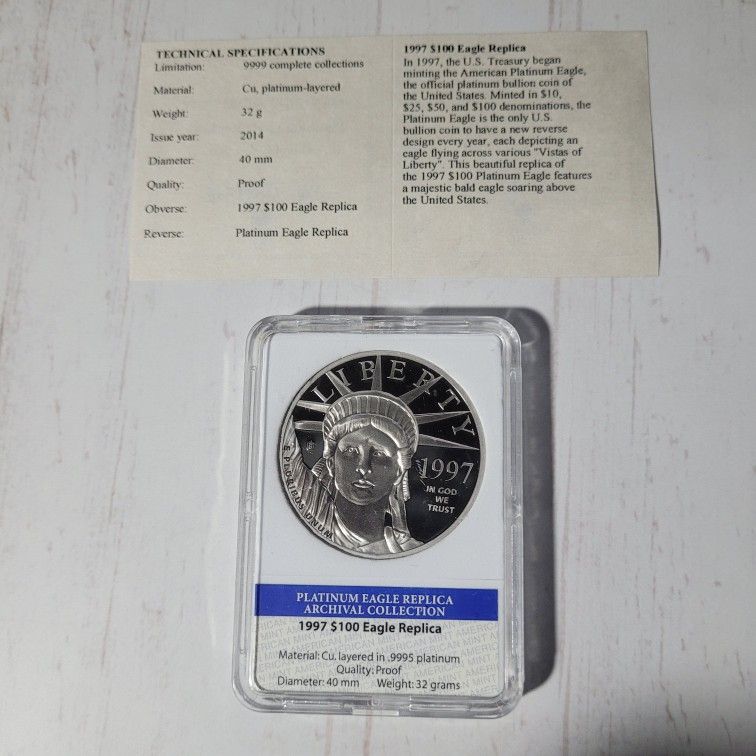 TECHNICAL SPECIFICATIONS
Limitation: 9999 complete collections
Material: Cu, platinum-layered
Weight: 32 g
Issue year: 2014
Diameter: 40 mm
Quality: Proof
Obverse: 1997 $100 Eagle Replica
Reverse: Platinum Eagle Replica
1997 $100 Eagle Replica
In 1997, the U.S. Treasury began
minting the American Platinum Eagle,
the official platinum bullion coin of
the United States. Minted in $10,
$25, $50, and $100 denominations, the
Platinum Eagle is the only U.S.
bullion coin to have a new reverse
design every year, each depicting an
eagle flying across various "Vistas of
Liberty". This beautiful replica of
the 1997 $100 Platinum Eagle features
a majestic bald eagle soaring above
the United States.
LIBERTY
E PLURIBUS UNUM
1997
IN GOD
WE
TRUST
PLATINUM EAGLE REPLICA
ARCHIVAL COLLECTION
1997 $100 Eagle Replica
Material: Cu, layered in .9995 platinum
Quality: Proof
Diameter: 40 mm Weight: 32 grams